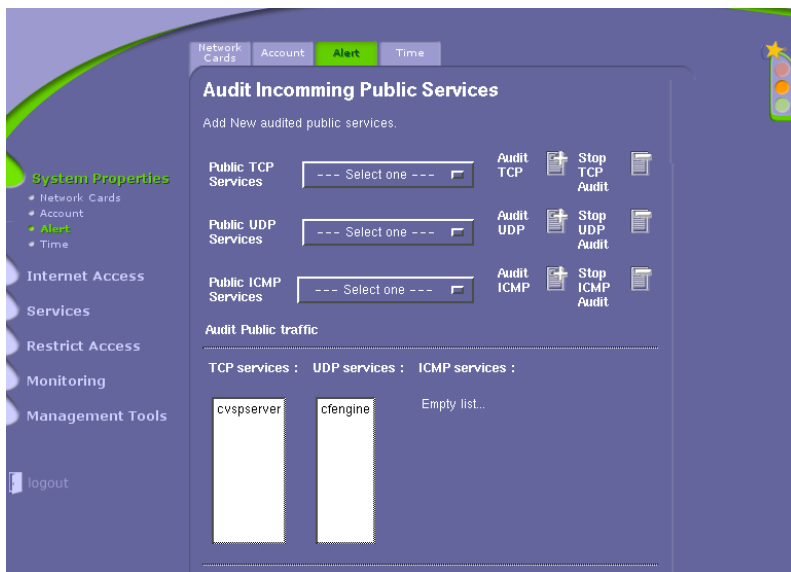 Network Cards
Account
Alert
Time
Audit Incomming Public Services
Add New audited public services.
Public TCP Services
--- Select one ---
Audit TCP
Stop TCP Audit
Public UDP Services
--- Select one ---
Audit UDP
Stop UDP Audit
Public ICMP Services
--- Select one ---
Audit ICMP
Stop ICMP Audit
Audit Public traffic
TCP services :
UDP services :
ICMP services :
cvspserver
cfengine
Empty list...
System Properties
Network Cards
Account
Alert
Time
Internet Access
Services
Restrict Access
Monitoring
Management Tools
logout